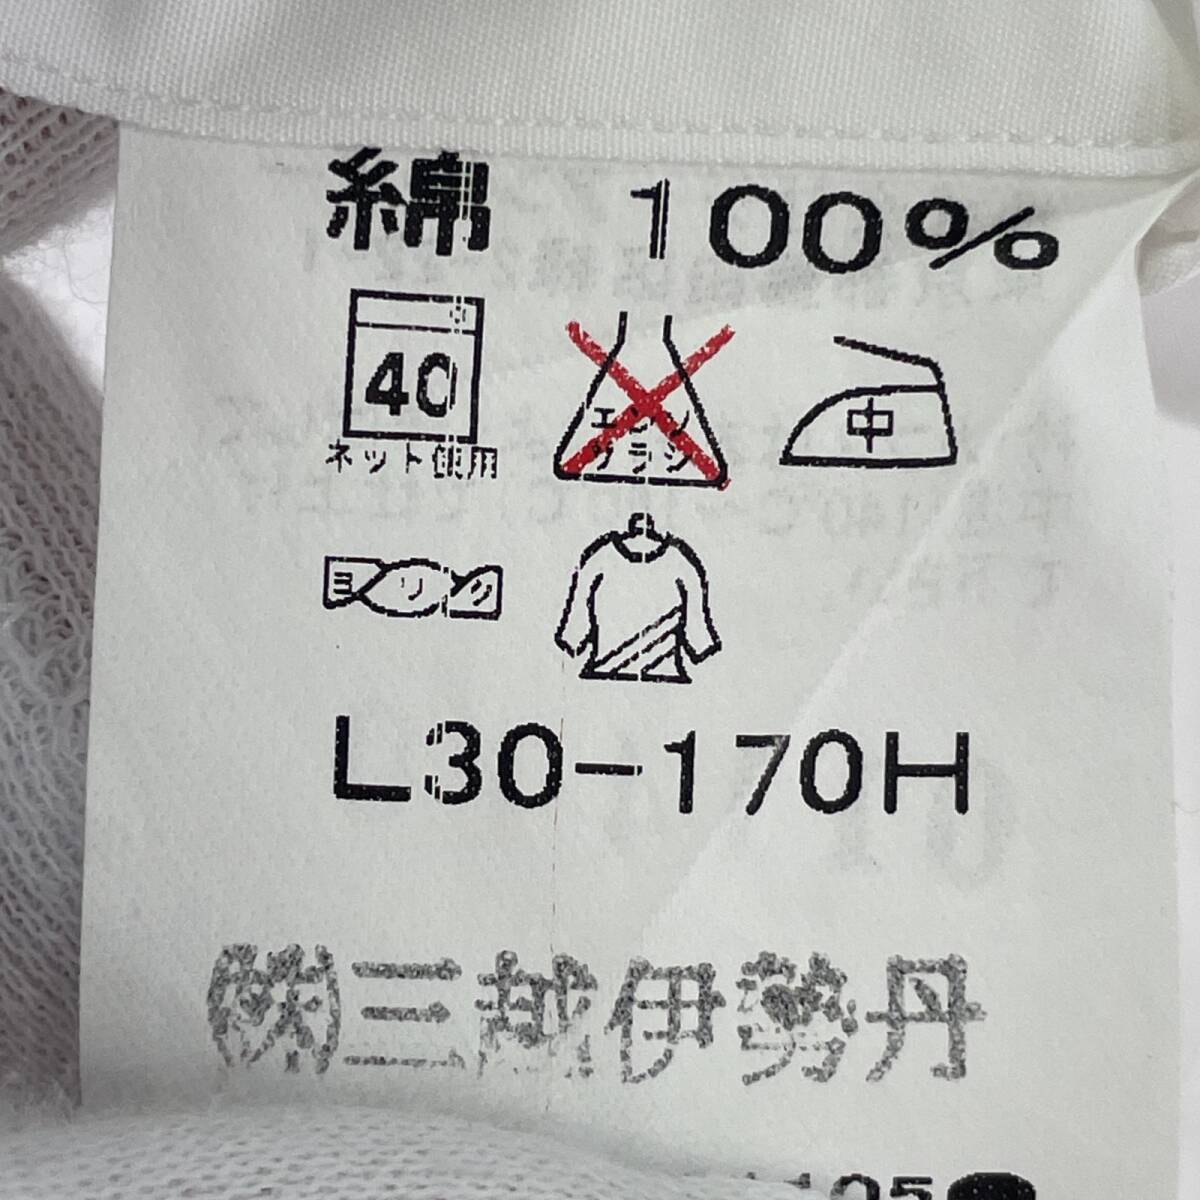 綿 100%
40
ネット使用
エンソ
サラシ
中
ヨワク
L30-170H
㈱三越伊勢丹